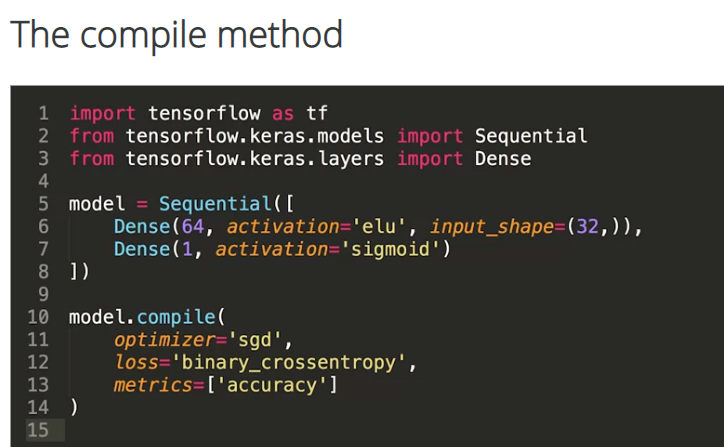 The compile method
1 import tensorflow as tf
2 from tensorflow.keras.models import Sequential
3 from tensorflow.keras.layers import Dense
4
5 model = Sequential([
6     Dense(64, activation='elu', input_shape=(32,)),
7     Dense(1, activation='sigmoid')
8 ])
9
10 model.compile(
11     optimizer='sgd',
12     loss='binary_crossentropy',
13     metrics=['accuracy']
14 )
15